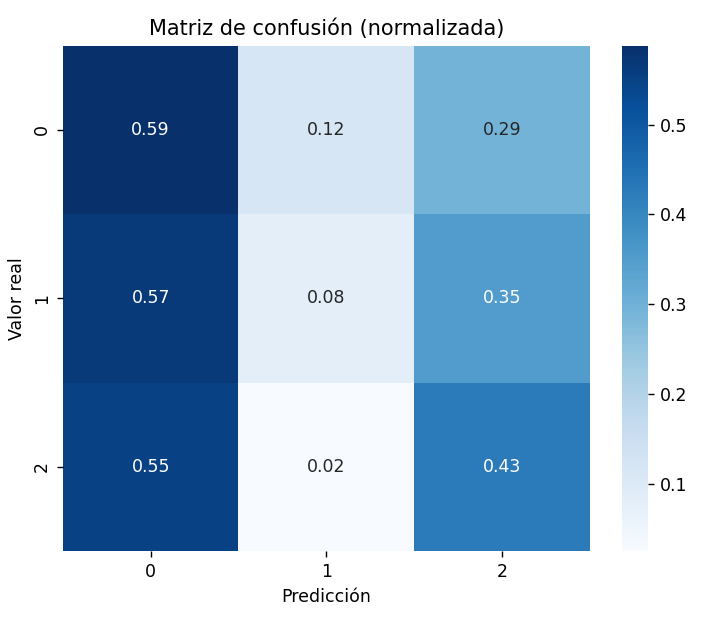 Matriz de confusión (normalizada)
0.59 0.12 0.29
0.57 0.08 0.35
0.55 0.02 0.43
0
1
2
Valor real
0 1 2
Predicción
0.5
0.4
0.3
0.2
0.1